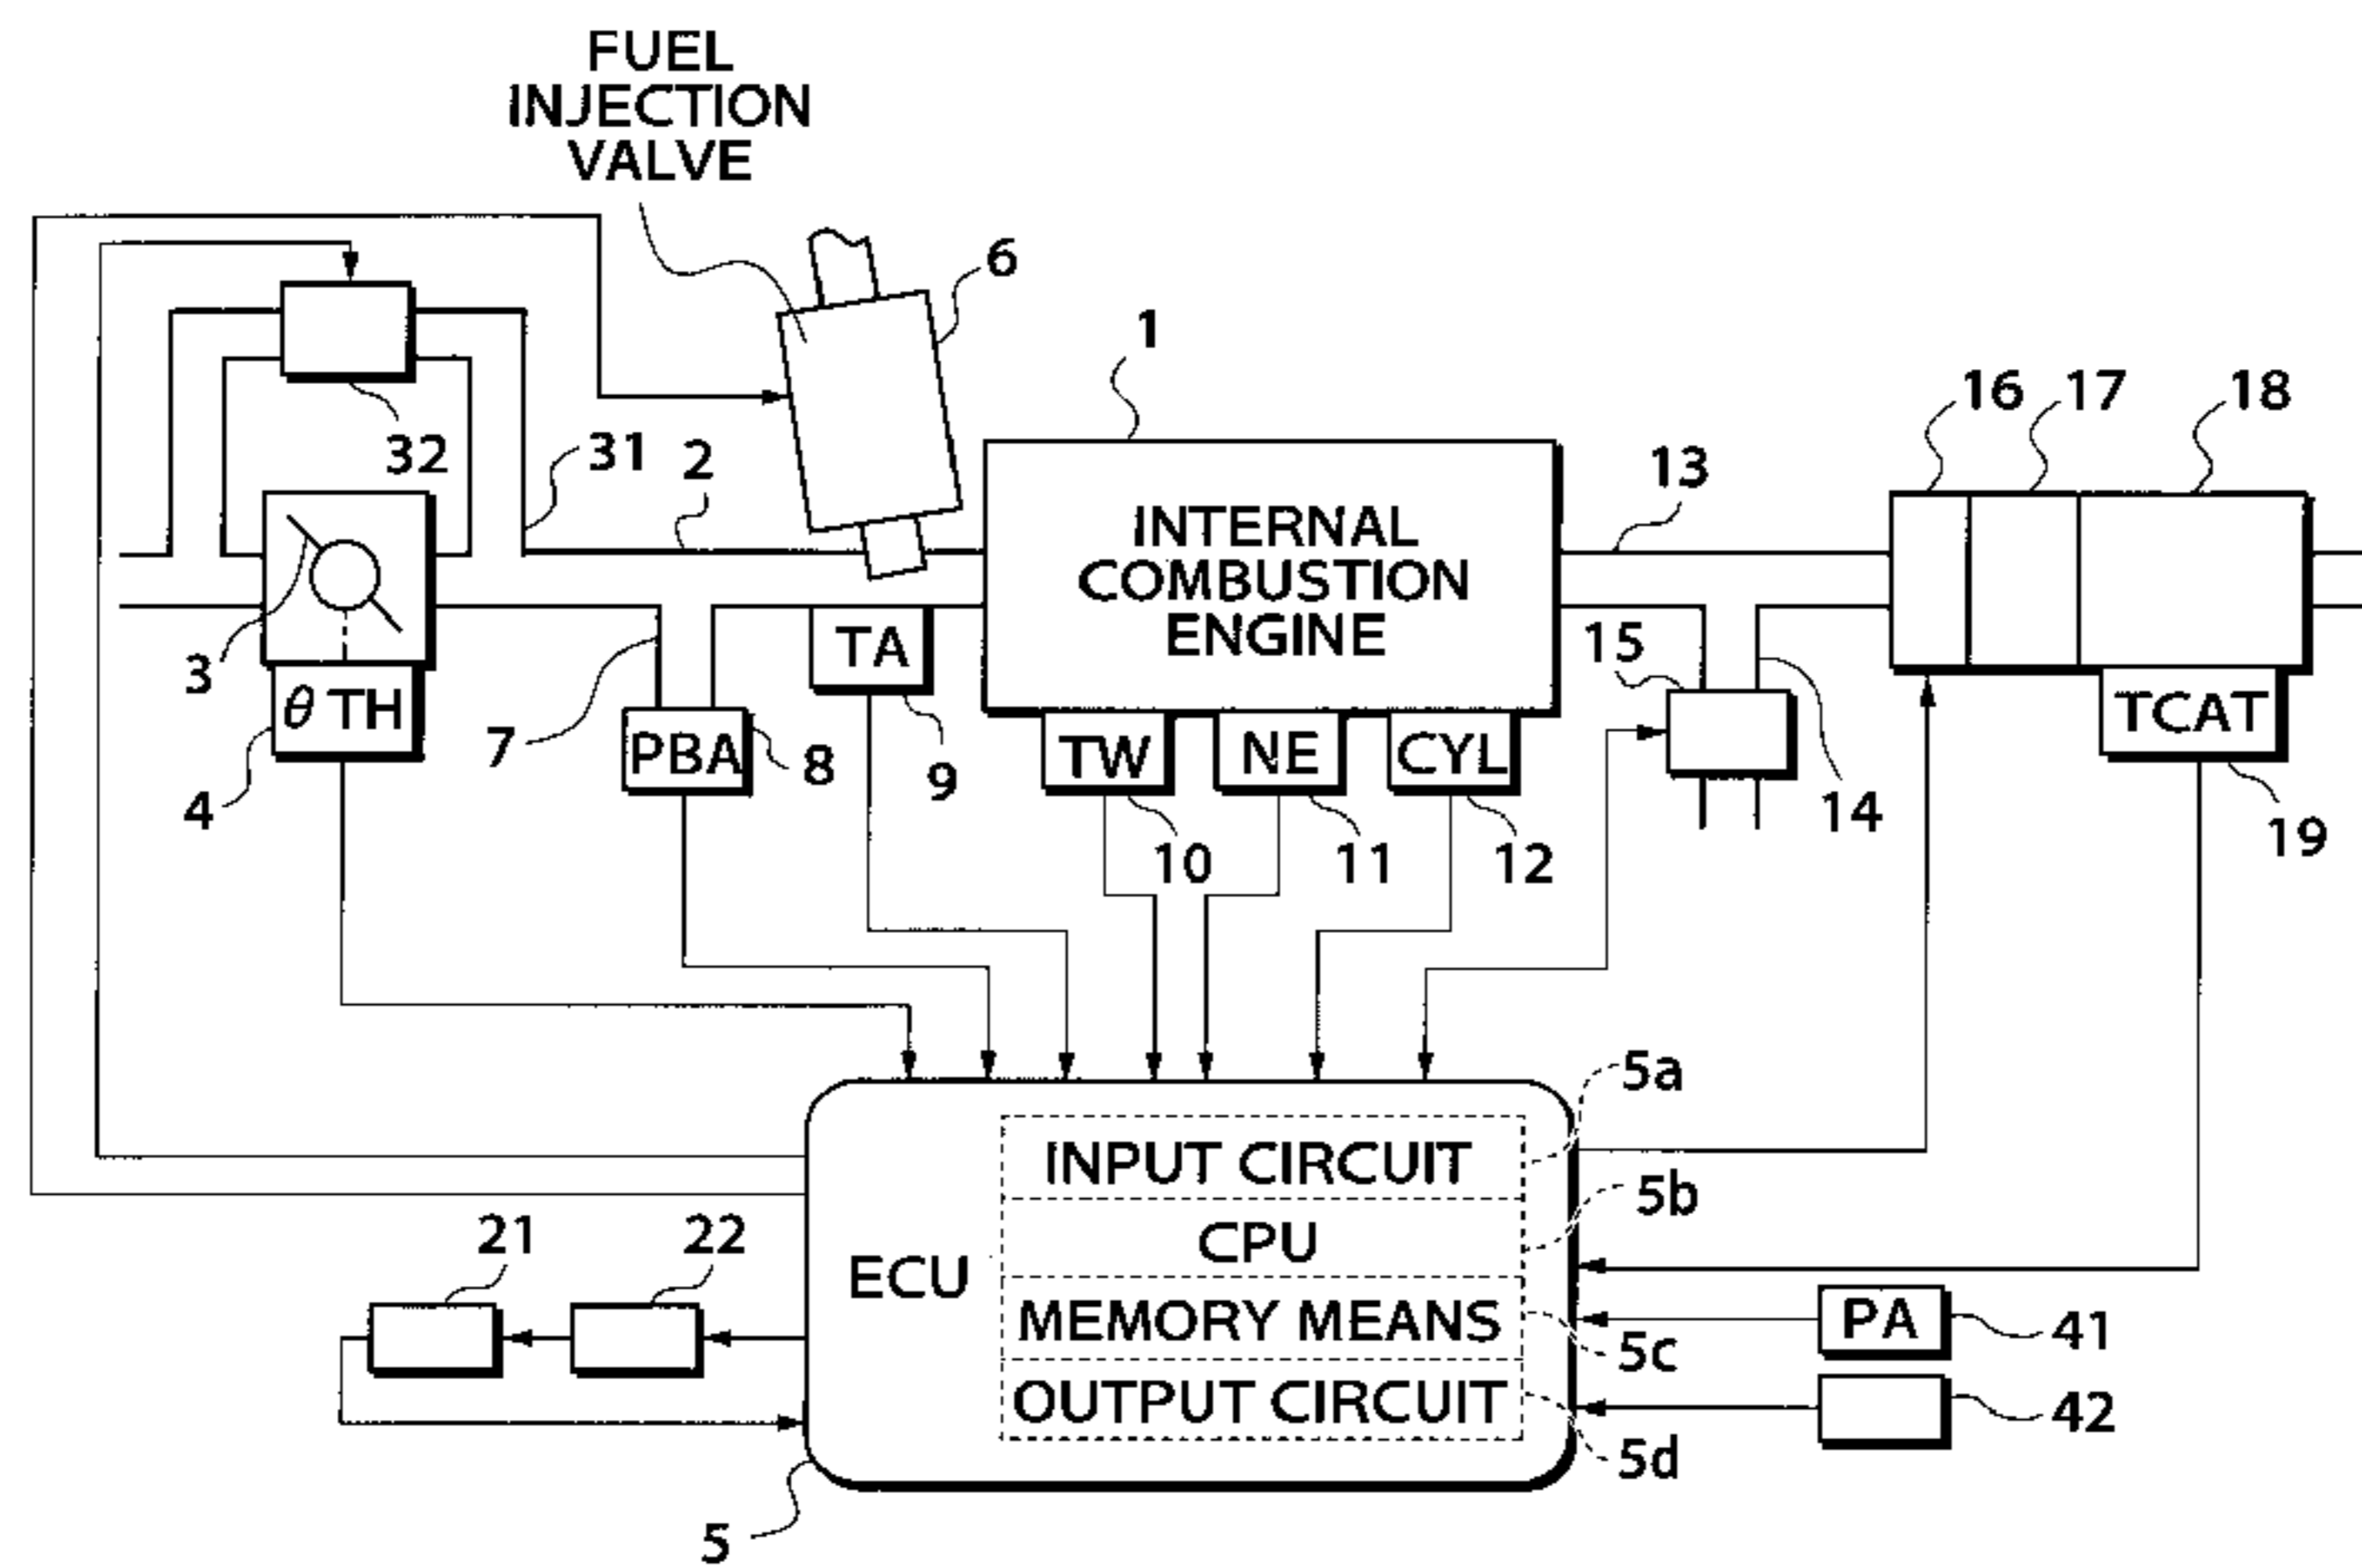 FUEL
INJECTION
VALVE
6
1
16
17
18
32
31
2
13
INTERNAL
COMBUSTION
ENGINE
3
θ TH
4
7
PBA
8
TA
9
TW
NE
CYL
10
11
12
15
14
TCAT
19
5a
INPUT CIRCUIT
5b
CPU
21
22
ECU
MEMORY MEANS
5c
PA
41
OUTPUT CIRCUIT
42
5d
5